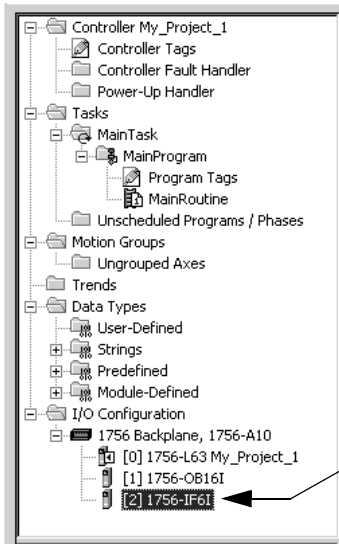 Controller My_Project_1
Controller Tags
Controller Fault Handler
Power-Up Handler
Tasks
MainTask
MainProgram
Program Tags
MainRoutine
Unscheduled Programs / Phases
Motion Groups
Ungrouped Axes
Trends
Data Types
User-Defined
Strings
Predefined
Module-Defined
I/O Configuration
1756 Backplane, 1756-A10
[0] 1756-L63 My_Project_1
[1] 1756-OB16I
[2] 1756-IF6I